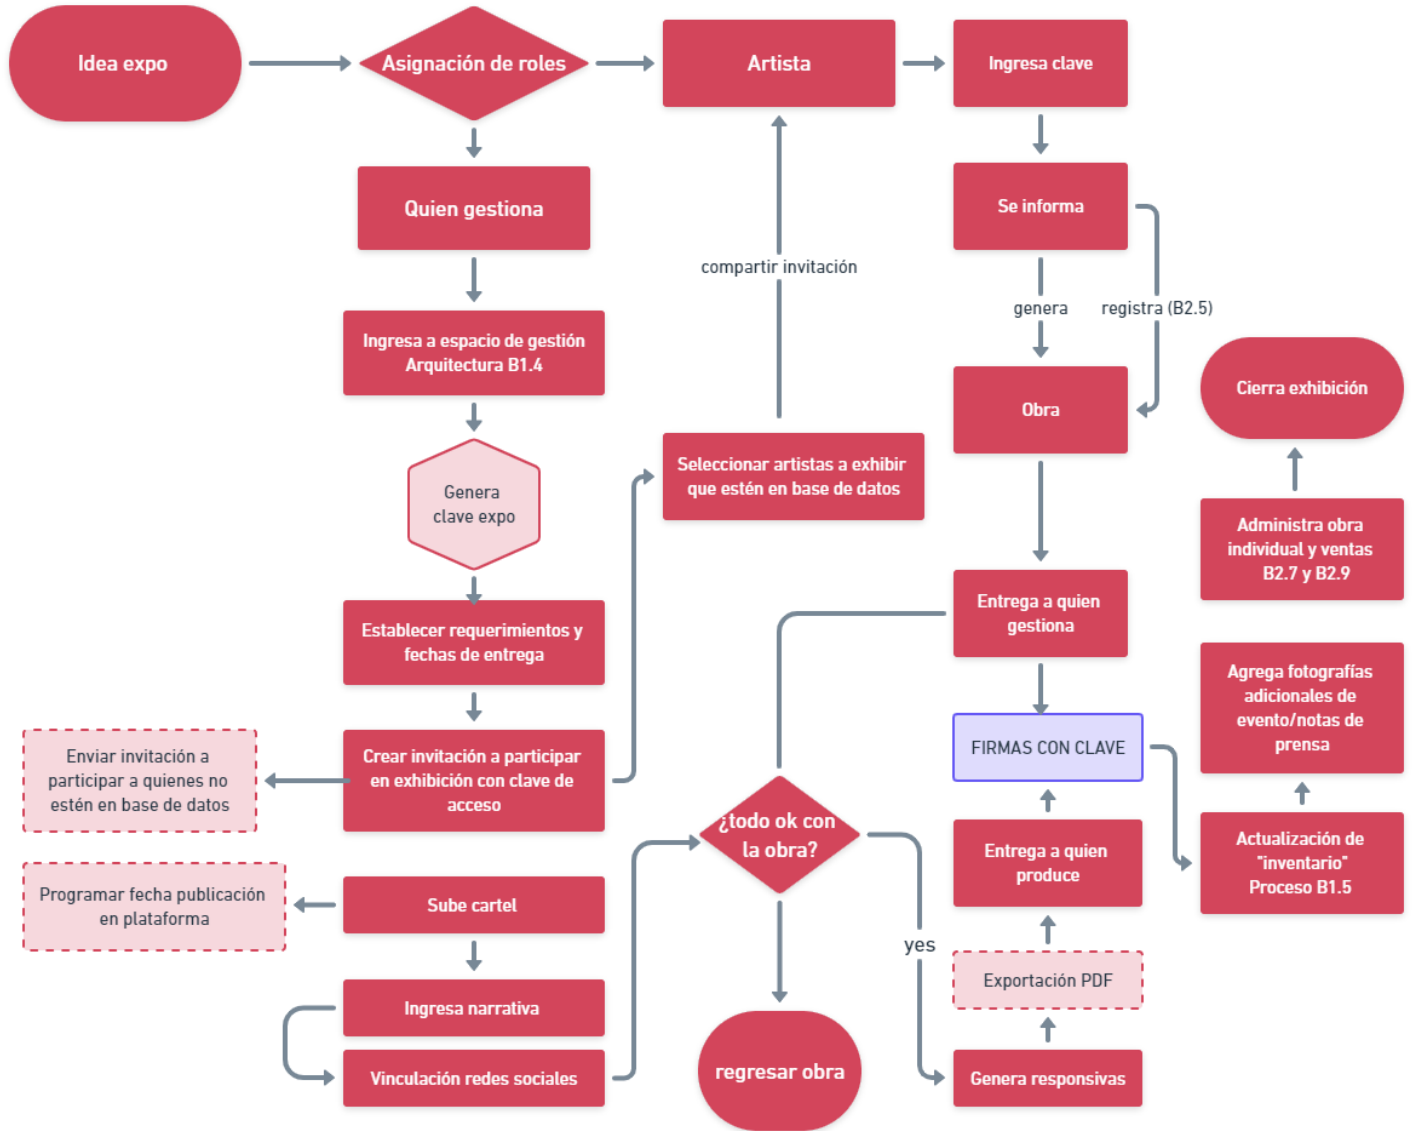 Idea expo
Asignación de roles
Artista
Ingresa clave
Quien gestiona
Se informa
compartir invitación
genera
registra (B2.5)
Ingresa a espacio de gestión
Arquitectura B1.4
Obra
Cierra exhibición
Genera
clave expo
Seleccionar artistas a exhibir
que estén en base de datos
Administra obra
individual y ventas
B2.7 y B2.9
Establecer requerimientos y
fechas de entrega
Entrega a quien
gestiona
Agrega fotografías
adicionales de
evento/notas de
prensa
Enviar invitación a
participar a quienes no
estén en base de datos
Crear invitación a participar
en exhibición con clave de
acceso
FIRMAS CON CLAVE
¿todo ok con
la obra?
Entrega a quien
produce
Actualización de
"inventario"
Proceso B1.5
Programar fecha publicación
en plataforma
Sube cartel
yes
Exportación PDF
Ingresa narrativa
Vinculación redes sociales
regresar obra
Genera responsivas